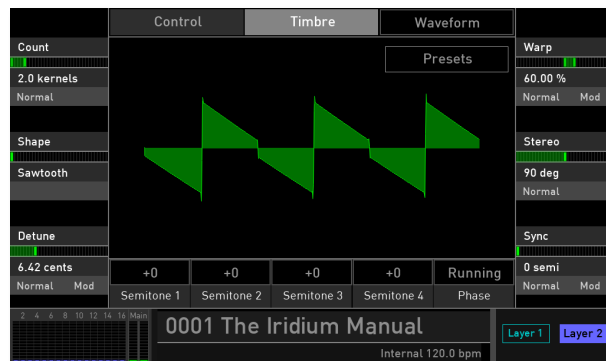 Control Timbre Waveform
Count
2.0 kernels
Normal
Shape
Sawtooth
Detune
6.42 cents
Normal Mod
Presets
+0 +0 +0 +0 Running
Semitone 1 Semitone 2 Semitone 3 Semitone 4 Phase
Warp
60.00 %
Normal Mod
Stereo
90 deg
Normal
Sync
0 semi
Normal Mod
2 4 6 8 10 12 14 16 Main
0001 The Iridium Manual
Internal 120.0 bpm
Layer 1 Layer 2